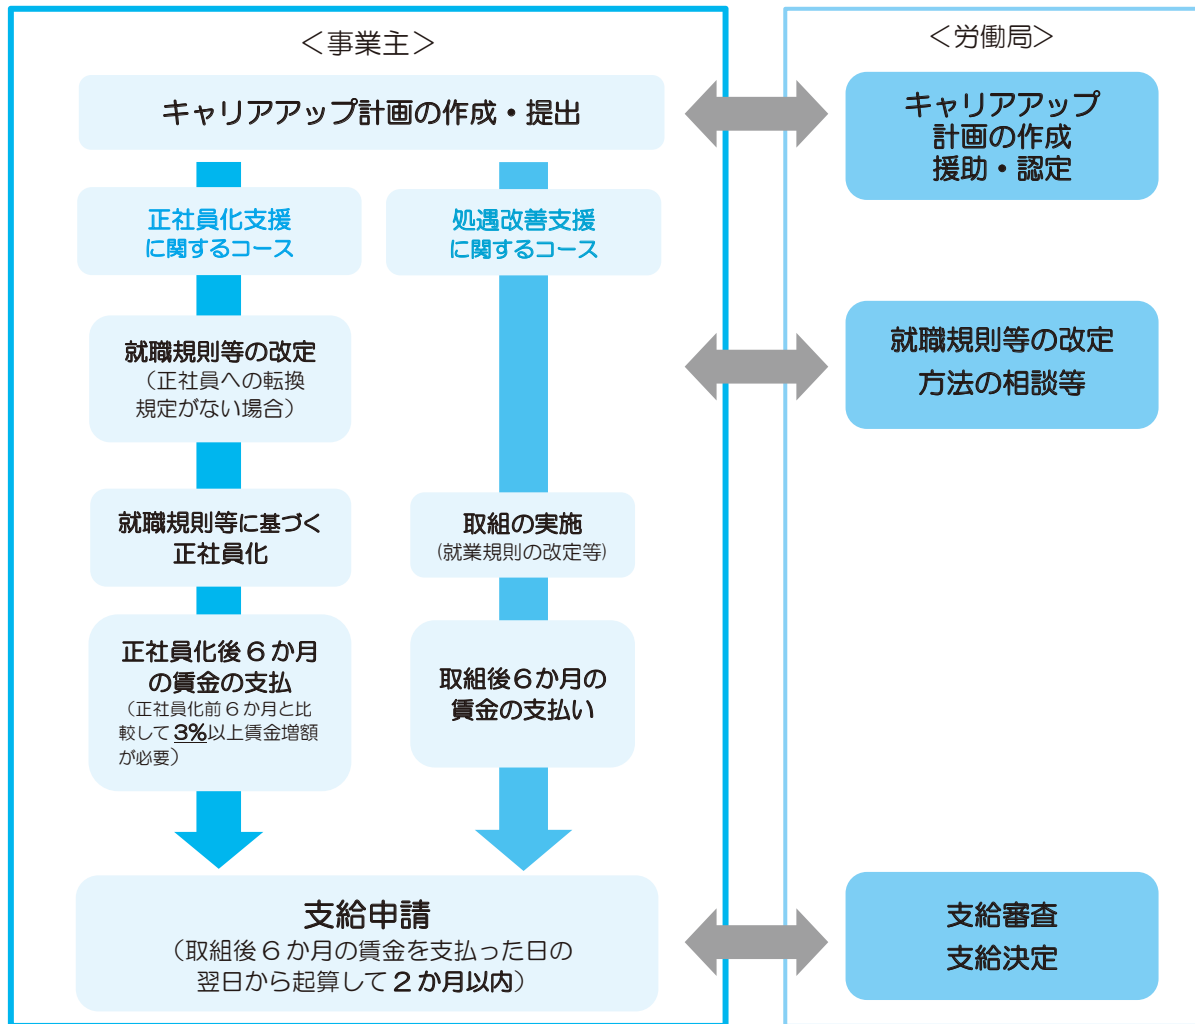 ＜事業主＞
キャリアアップ計画の作成・提出
正社員化支援
に関するコース
就職規則等の改定
（正社員への転換
規定がない場合）
就職規則等に基づく
正社員化
正社員化後６か月
の賃金の支払
（正社員化前６か月と比
較して3%以上賃金増額
が必要）
処遇改善支援
に関するコース
取組の実施
(就業規則の改定等)
取組後６か月の
賃金の支払い
支給申請
（取組後６か月の賃金を支払った日の
翌日から起算して２か月以内）
＜労働局＞
キャリアアップ
計画の作成
援助・認定
就職規則等の改定
方法の相談等
支給審査
支給決定